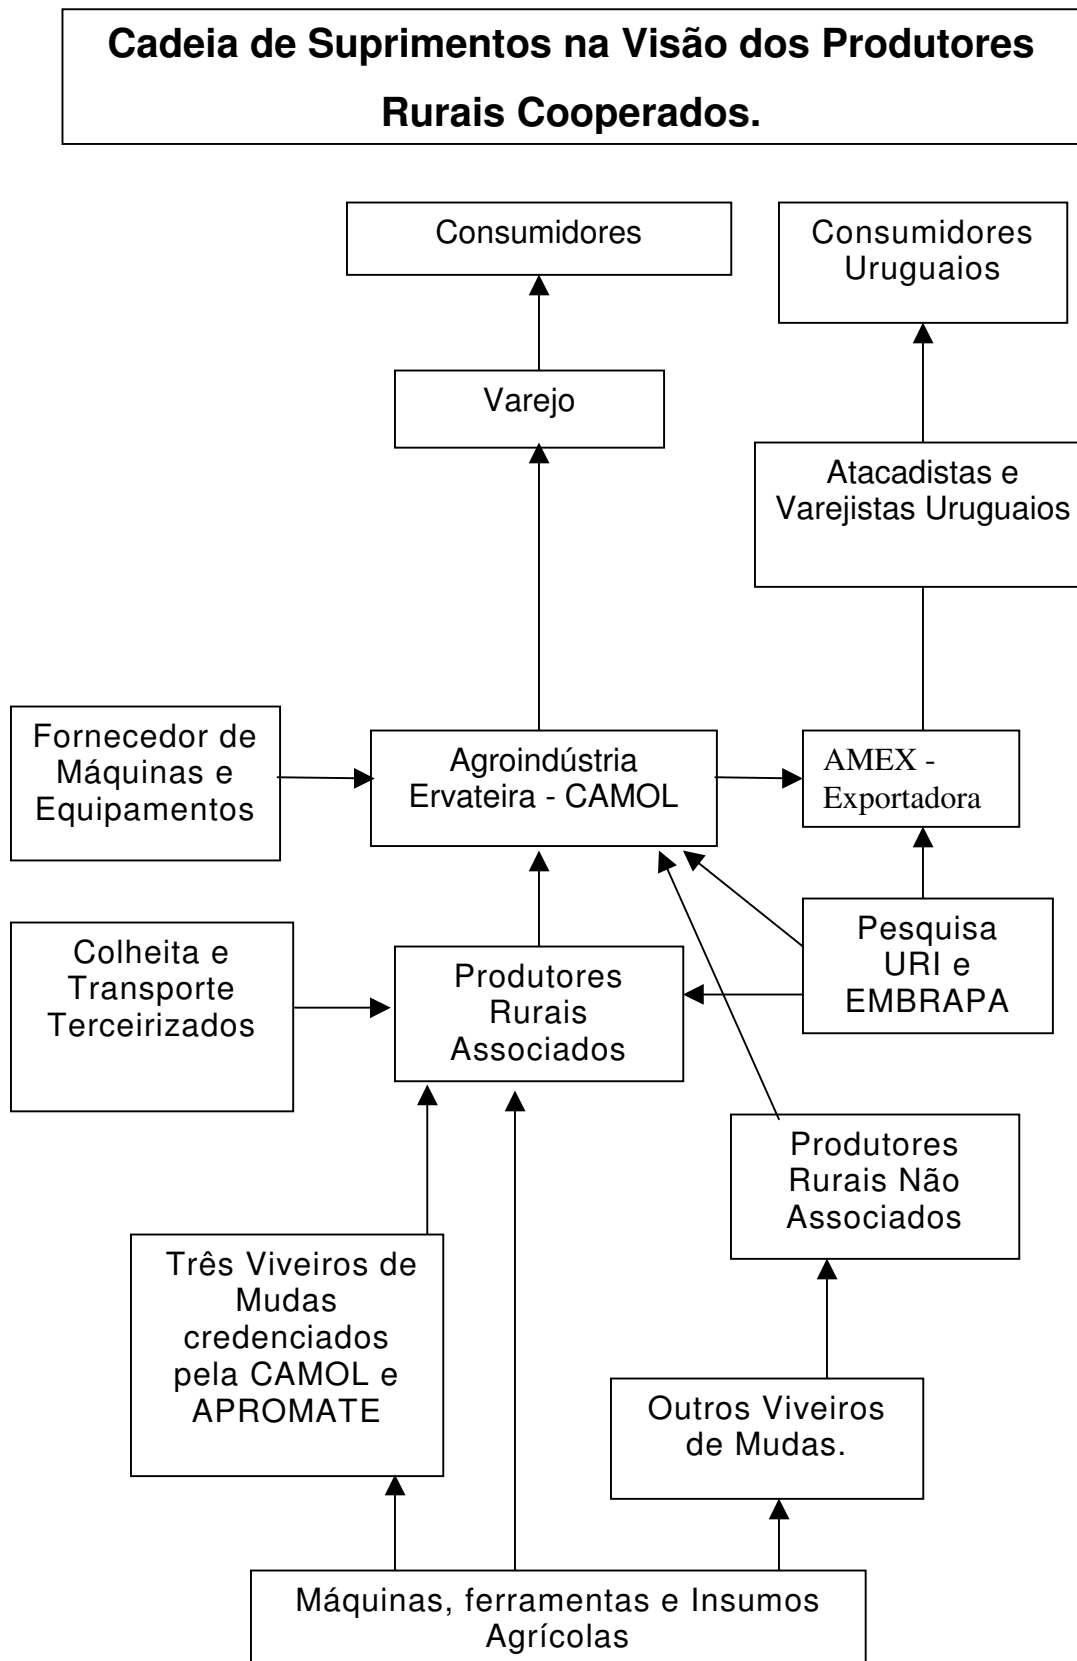 Cadeia de Suprimentos na Visão dos Produtores
Rurais Cooperados.
Consumidores
Consumidores
Uruguaios
Varejo
Atacadistas e
Varejistas Uruguaios
Fornecedor de
Máquinas e
Equipamentos
Agroindústria
Ervateira - CAMOL
AMEX -
Exportadora
Colheita e
Transporte
Terceirizados
Produtores
Rurais
Associados
Pesquisa
URI e
EMBRAPA
Produtores
Rurais Não
Associados
Três Viveiros de
Mudas
credenciados
pela CAMOL e
APROMATE
Outros Viveiros
de Mudas.
Máquinas, ferramentas e Insumos
Agrícolas